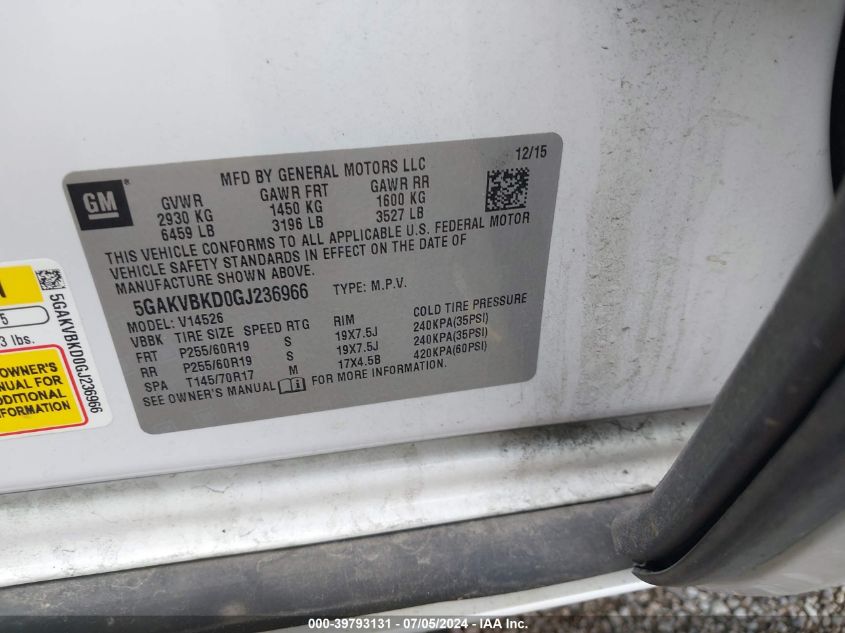 MFD BY GENERAL MOTORS LLC 12/15
GM
GVWR GAWR FRT GAWR RR
2930 KG 1450 KG 1600 KG
6459 LB 3196 LB 3527 LB
THIS VEHICLE CONFORMS TO ALL APPLICABLE U.S. FEDERAL MOTOR
VEHICLE SAFETY STANDARDS IN EFFECT ON THE DATE OF
MANUFACTURE SHOWN ABOVE.
5GAKVBKD0GJ236966 TYPE: M.P.V.
MODEL: V14526
VBBK TIRE SIZE SPEED RTG RIM COLD TIRE PRESSURE
FRT P255/60R19 S 19X7.5J 240KPA(35PSI)
RR P255/60R19 S 19X7.5J 240KPA(35PSI)
SPA T145/70R17 M 17X4.5B 420KPA(60PSI)
SEE OWNER'S MANUAL FOR MORE INFORMATION.
N
5
3 lbs.
OWNER'S
MANUAL FOR
ADDITIONAL
INFORMATION
5GAKVBKD0GJ236966
000-39793131 - 07/05/2024 - IAA Inc.